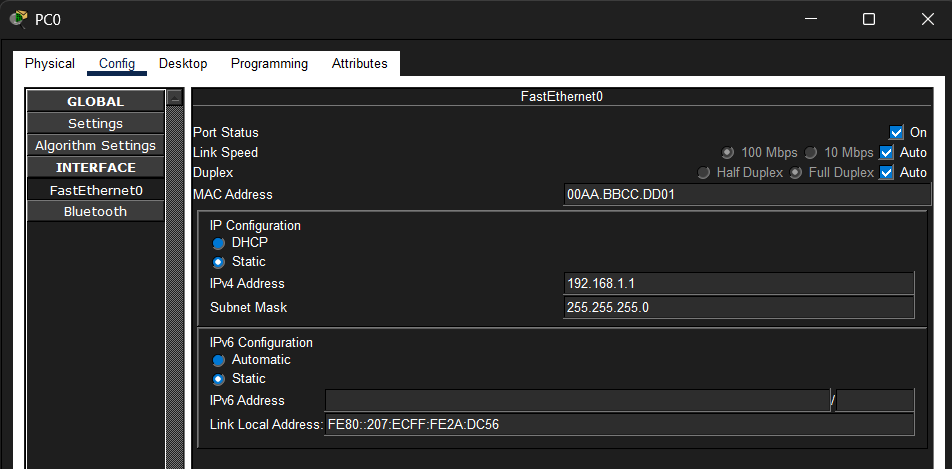 PC0
Physical Config Desktop Programming Attributes
GLOBAL
Settings
Algorithm Settings
INTERFACE
FastEthernet0
Bluetooth
FastEthernet0
Port Status On
Link Speed 100 Mbps 10 Mbps Auto
Duplex Half Duplex Full Duplex Auto
MAC Address 00AA.BBCC.DD01
IP Configuration
DHCP
Static
IPv4 Address 192.168.1.1
Subnet Mask 255.255.255.0
IPv6 Configuration
Automatic
Static
IPv6 Address /
Link Local Address: FE80::207:ECFF:FE2A:DC56